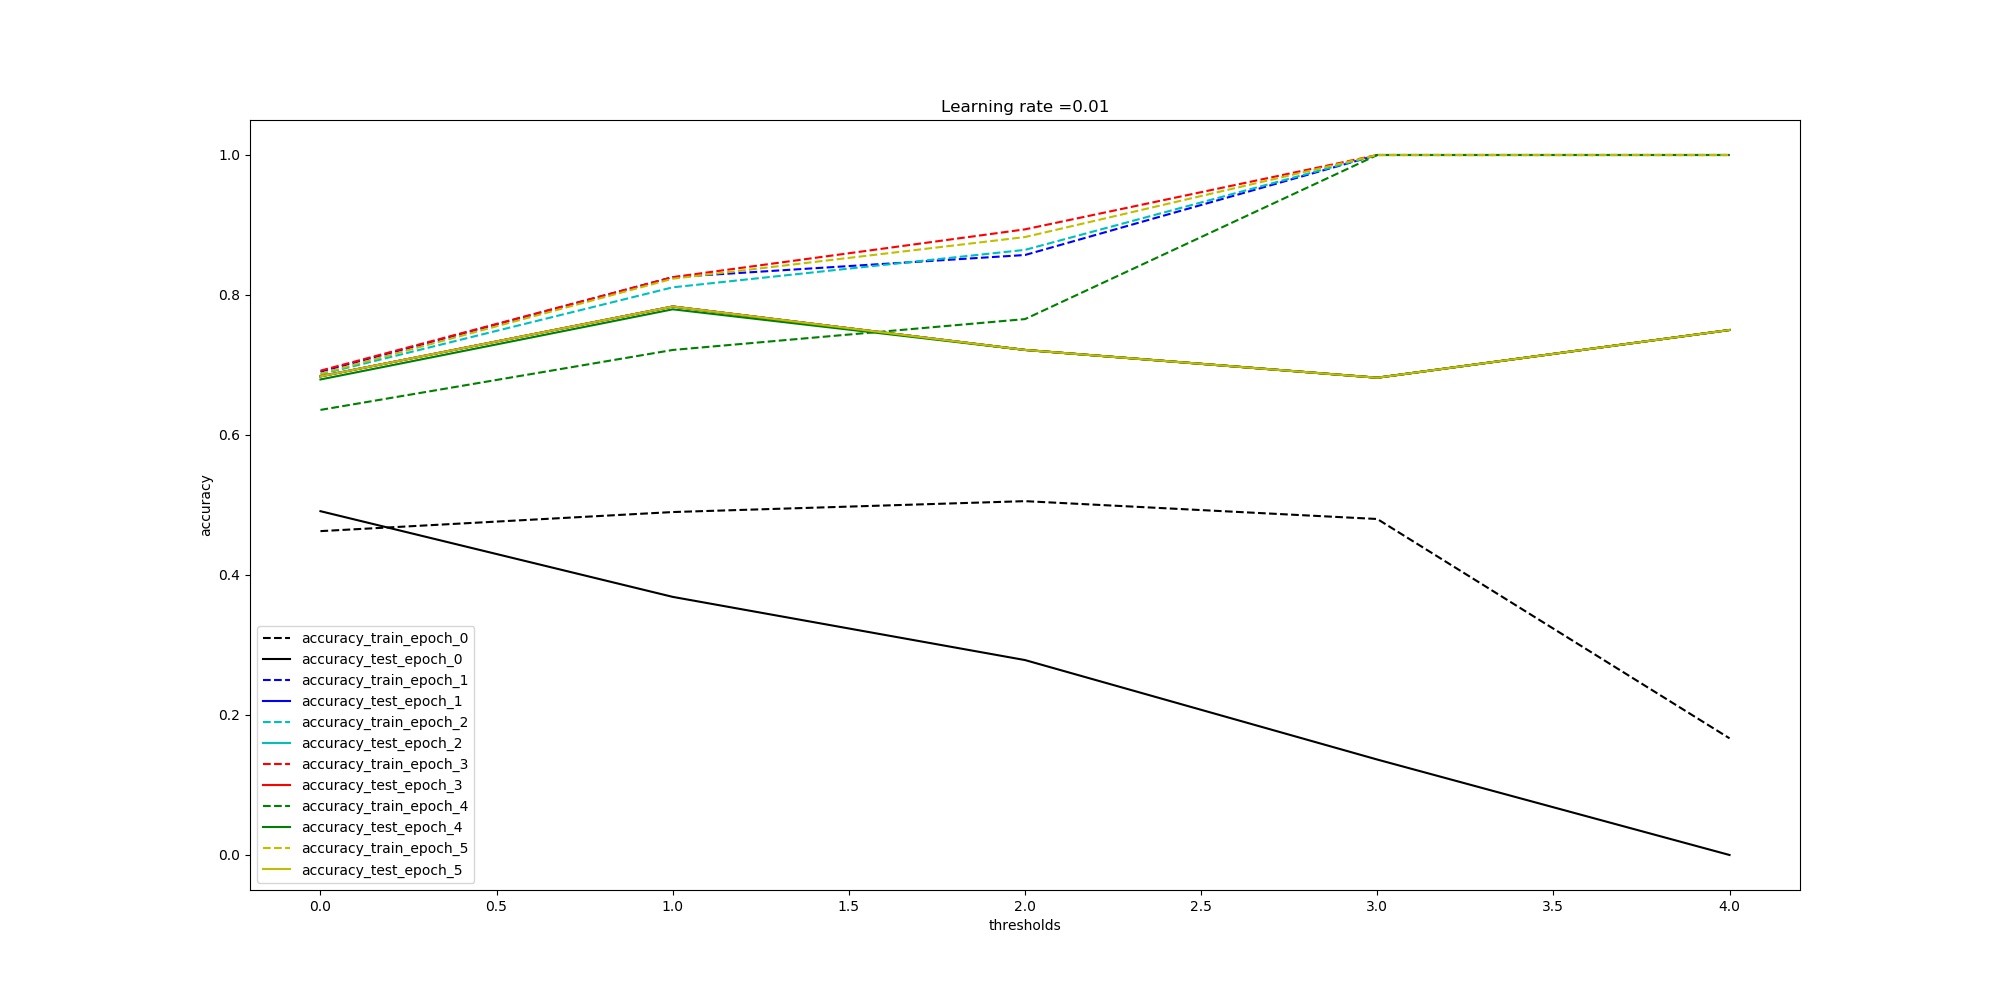 Learning rate =0.01
1.0
0.8
0.6
0.4
0.2
0.0
accuracy
accuracy_train_epoch_0
accuracy_test_epoch_0
accuracy_train_epoch_1
accuracy_test_epoch_1
accuracy_train_epoch_2
accuracy_test_epoch_2
accuracy_train_epoch_3
accuracy_test_epoch_3
accuracy_train_epoch_4
accuracy_test_epoch_4
accuracy_train_epoch_5
accuracy_test_epoch_5
0.0 0.5 1.0 1.5 2.0 2.5 3.0 3.5 4.0
thresholds